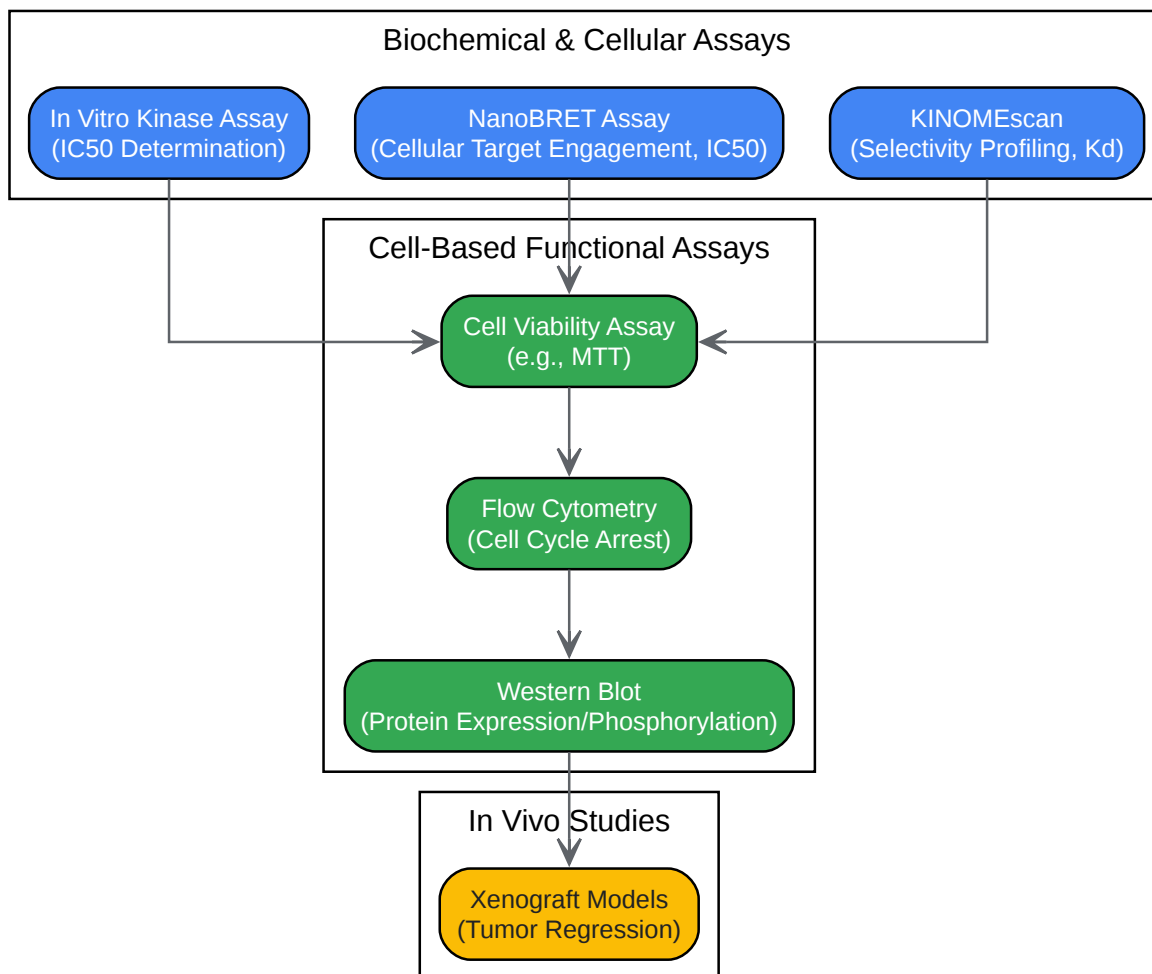 Biochemical & Cellular Assays
In Vitro Kinase Assay
(IC50 Determination)
NanoBRET Assay
(Cellular Target Engagement, IC50)
KINOMEscan
(Selectivity Profiling, Kd)
Cell-Based Functional Assays
Cell Viability Assay
(e.g., MTT)
Flow Cytometry
(Cell Cycle Arrest)
Western Blot
(Protein Expression/Phosphorylation)
In Vivo Studies
Xenograft Models
(Tumor Regression)